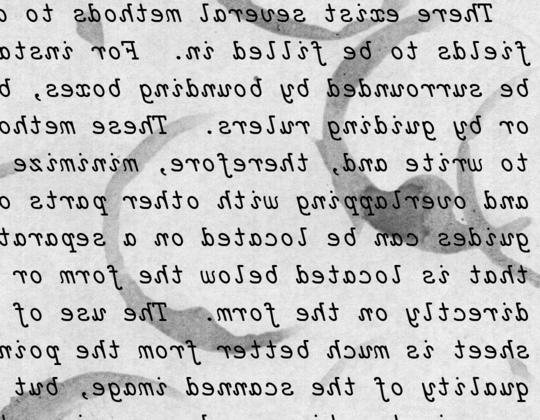 There exist several methods to
fields to be filled in. For insta
be surrounded by bounding boxes, b
or by guiding rulers. These metho
to write and, therefore, minimize
and overlapping with other parts o
guides can be located on a separat
that is located below the form or
directly on the form. The use of
sheet is much better from the poin
quality of the scanned image, but